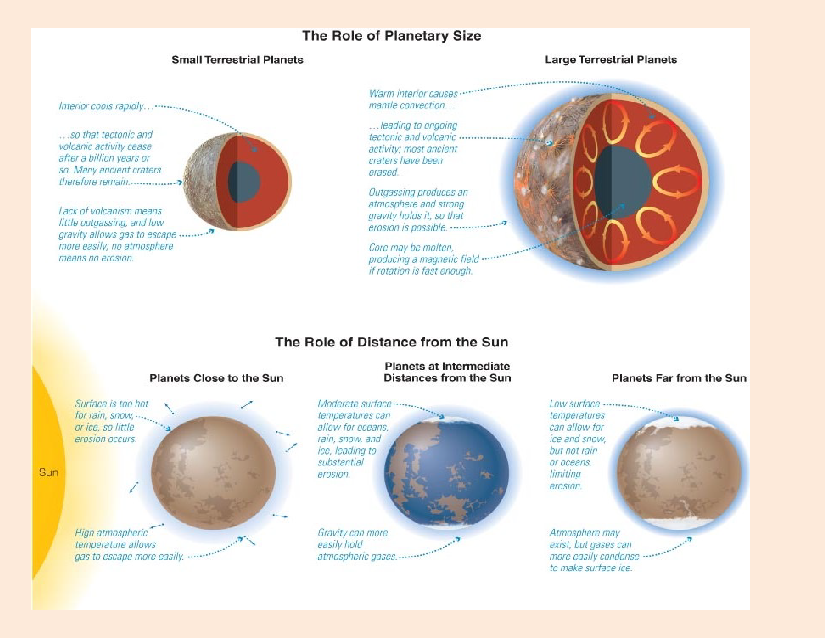 The Role of Planetary Size
Small Terrestrial Planets
Interior cools rapidly…
…so that tectonic and
volcanic activity cease
after a billion years or
so. Many ancient craters
therefore remain.
Lack of volcanism means
little outgassing, and low
gravity allows gas to escape
more easily; no atmosphere
means no erosion.
Large Terrestrial Planets
Warm interior causes
mantle convection…
…leading to ongoing
tectonic and volcanic
activity; most ancient
craters have been
erased.
Outgassing produces an
atmosphere and strong
gravity holds it, so that
erosion is possible.
Core may be molten,
producing a magnetic field
if rotation is fast enough.
The Role of Distance from the Sun
Sun
Planets Close to the Sun
Surface is too hot
for rain, snow,
or ice, so little
erosion occurs.
High atmospheric
temperature allows
gas to escape more easily.
Planets at Intermediate
Distances from the Sun
Moderate surface
temperatures can
allow for oceans,
rain, snow, and
ice, leading to
substantial
erosion.
Gravity can more
easily hold
atmospheric gases.
Planets Far from the Sun
Low surface
temperatures
can allow for
ice and snow,
but not rain
or oceans,
limiting
erosion.
Atmosphere may
exist, but gases can
more easily condense
to make surface ice.